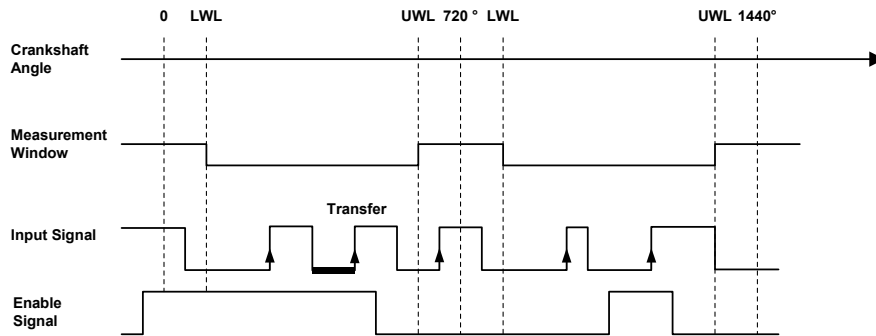 0 LWL UWL 720 ° LWL UWL 1440°
Crankshaft
Angle
Measurement
Window
Transfer
Input Signal
Enable
Signal